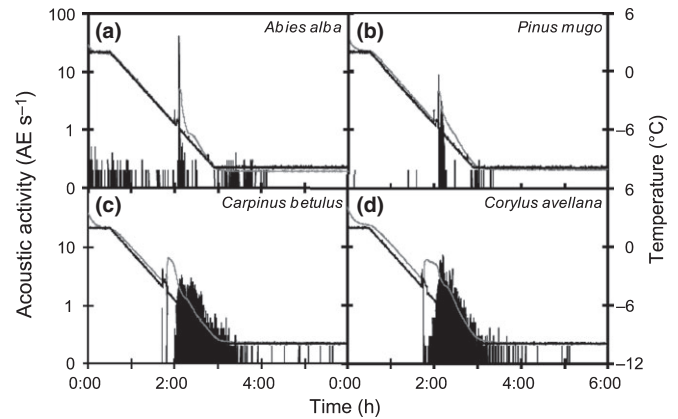 100
(a)
Abies alba
(b)
Pinus mugo
6
10
0
1
−6
0
6
(c)
Carpinus betulus
(d)
Corylus avellana
10
0
1
−6
0
−12
0:00
2:00
4:00
0:00
2:00
4:00
6:00
Time (h)
Acoustic activity (AE s−1)
Temperature (°C)